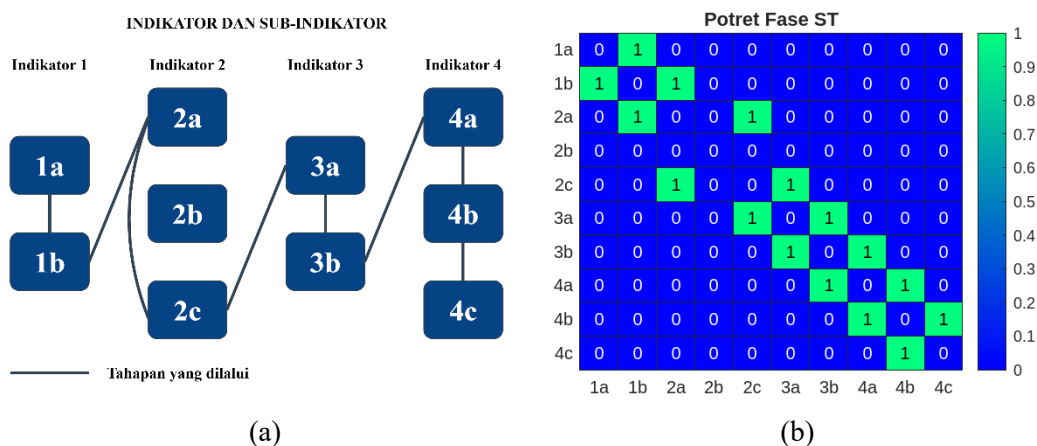 INDIKATOR DAN SUB-INDIKATOR
Indikator 1 Indikator 2 Indikator 3 Indikator 4
2a 4a
1a 3a
2b 4b
1b 3b
2c 4c
Tahapan yang dilalui
(a)
Potret Fase ST
1a 0 1 0 0 0 0 0 0 0 0
1b 1 0 1 0 0 0 0 0 0 0
2a 0 1 0 0 1 0 0 0 0 0
2b 0 0 0 0 0 0 0 0 0 0
2c 0 0 1 0 0 1 0 0 0 0
3a 0 0 0 0 1 0 1 0 0 0
3b 0 0 0 0 0 1 0 1 0 0
4a 0 0 0 0 0 0 1 0 1 0
4b 0 0 0 0 0 0 0 1 0 1
4c 0 0 0 0 0 0 0 0 1 0
1a 1b 2a 2b 2c 3a 3b 4a 4b 4c
1
0.9
0.8
0.7
0.6
0.5
0.4
0.3
0.2
0.1
0
(b)